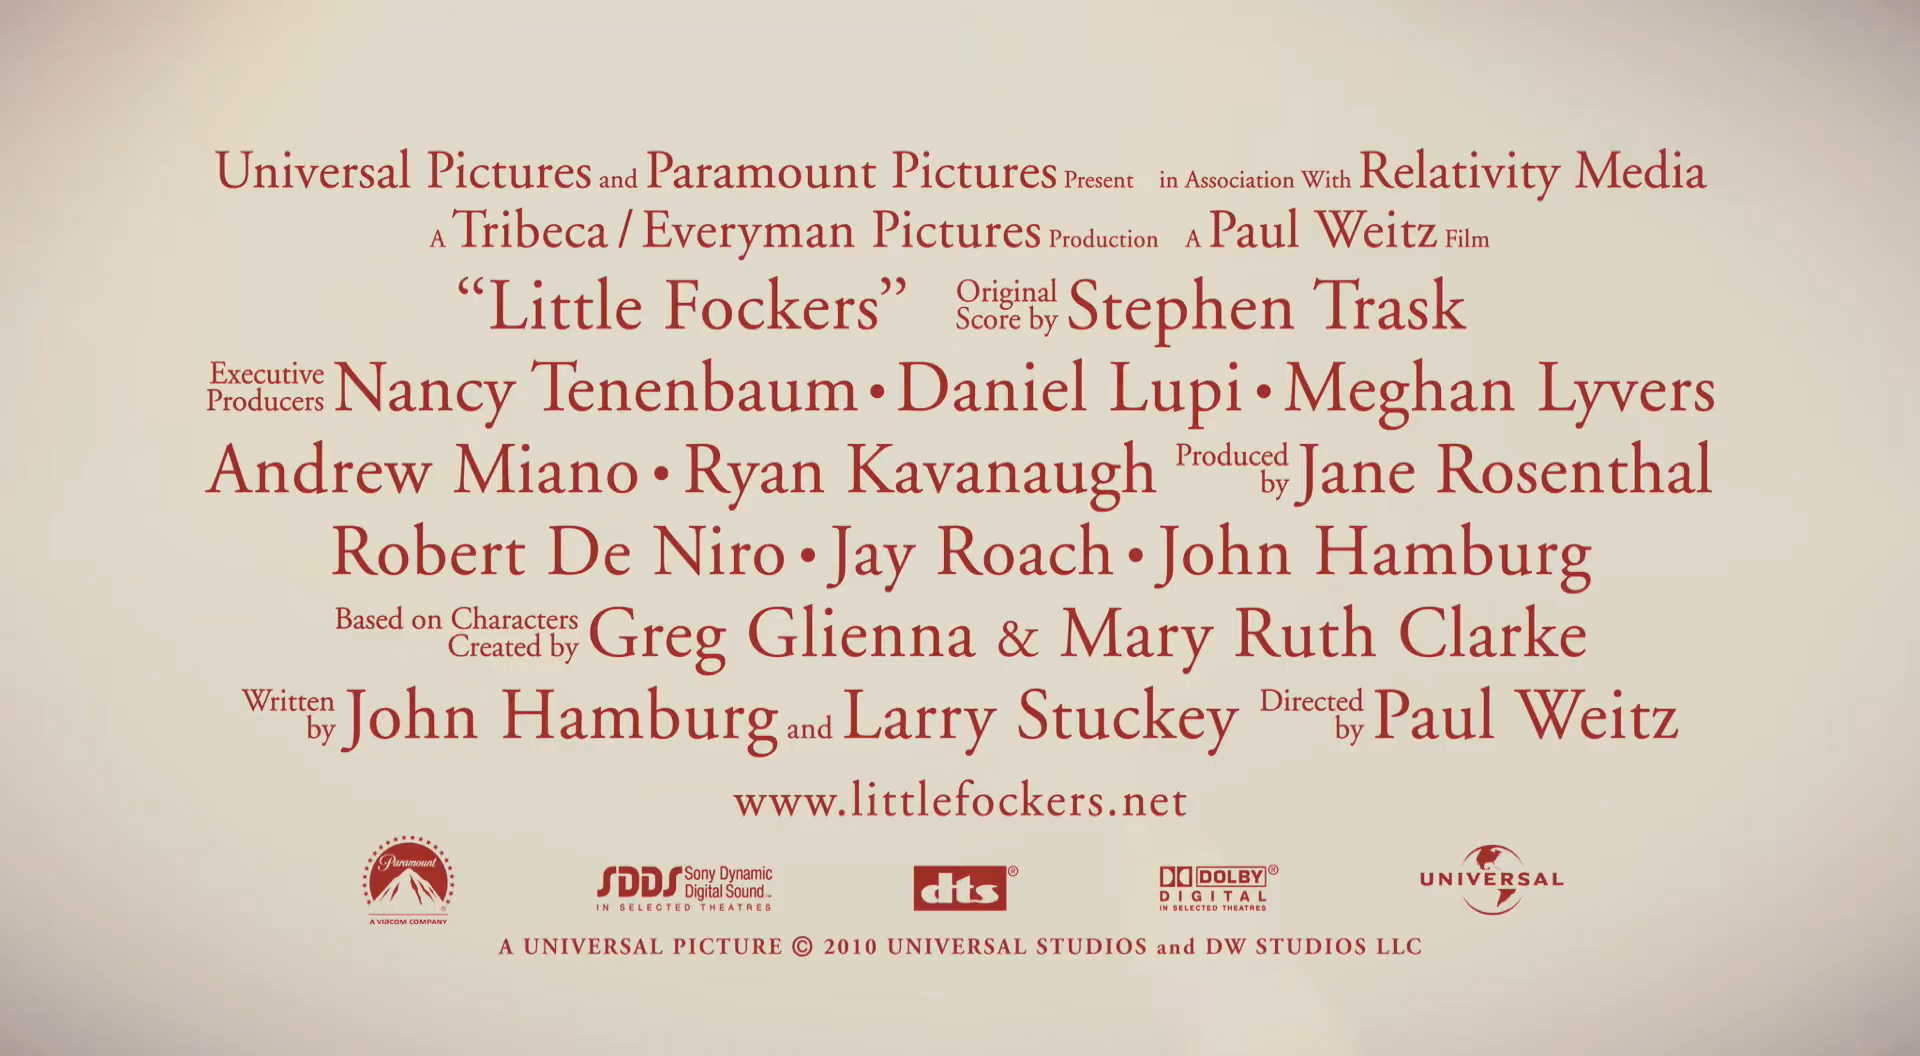 Universal Pictures and Paramount Pictures Present in Association With Relativity Media
A Tribeca / Everyman Pictures Production A Paul Weitz Film
“Little Fockers” Original Score by Stephen Trask
Executive Producers Nancy Tenenbaum • Daniel Lupi • Meghan Lyvers
Andrew Miano • Ryan Kavanaugh Produced by Jane Rosenthal
Robert De Niro • Jay Roach • John Hamburg
Based on Characters Created by Greg Glienna & Mary Ruth Clarke
Written by John Hamburg and Larry Stuckey Directed by Paul Weitz
www.littlefockers.net
Paramount
A VIACOM COMPANY
SDDS Sony Dynamic Digital Sound™
IN SELECTED THEATRES
dts®
DOLBY®
DIGITAL
IN SELECTED THEATRES
UNIVERSAL
A UNIVERSAL PICTURE © 2010 UNIVERSAL STUDIOS and DW STUDIOS LLC